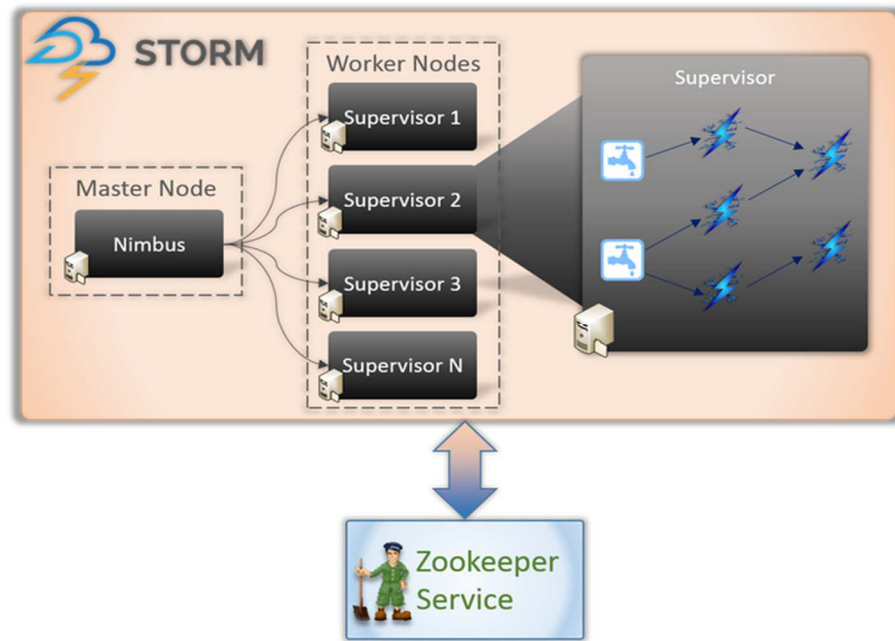 STORM
Worker Nodes
Supervisor 1
Supervisor 2
Supervisor 3
Supervisor N
Master Node
Nimbus
Supervisor
Zookeeper
Service